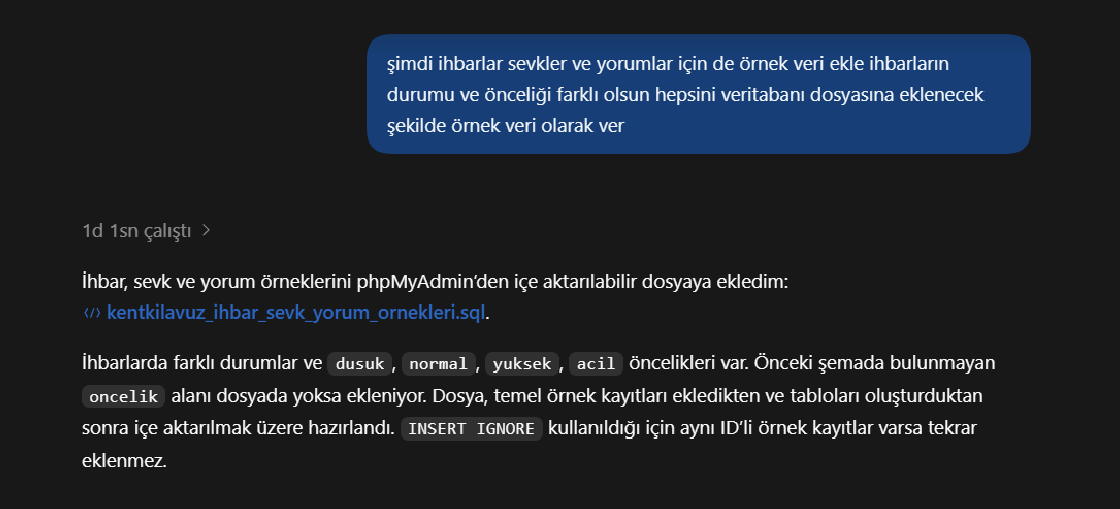 şimdi ihbarlar sevkler ve yorumlar için de örnek veri ekle ihbarların
durumu ve önceliği farklı olsun hepsini veritabanı dosyasına eklenecek
şekilde örnek veri olarak ver
1d 1sn çalıştı
İhbar, sevk ve yorum örneklerini phpMyAdmin’den içe aktarılabilir dosyaya ekledim:
kentkilavuz_ihbar_sevk_yorum_ornekleri.sql.
İhbarlarda farklı durumlar ve dusuk, normal, yuksek, acil öncelikleri var. Önceki şemada bulunmayan
oncelik alanı dosyada yoksa ekleniyor. Dosya, temel örnek kayıtları ekledikten ve tabloları oluşturduktan
sonra içe aktarılmak üzere hazırlandı. INSERT IGNORE kullanıldığı için aynı ID’li örnek kayıtlar varsa tekrar
eklenmez.